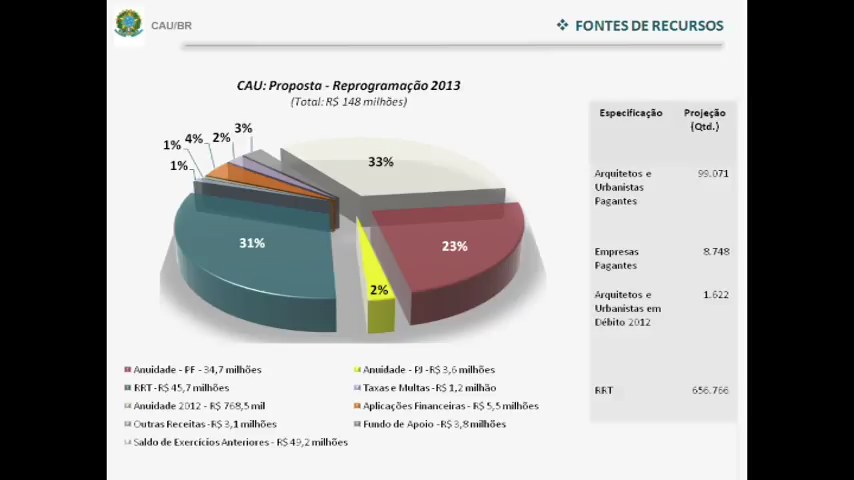 CAU/BR
❖ FONTES DE RECURSOS
CAU: Proposta - Reprogramação 2013
(Total: R$ 148 milhões)
3%
2%
4%
1%
1%
33%
31%
23%
2%
Especificação Projeção
(Qtd.)
Arquitetos e 99.071
Urbanistas
Pagantes
Empresas 8.748
Pagantes
Arquitetos e 1.622
Urbanistas em
Débito 2012
RRT 656.766
Anuidade - PF - 34,7 milhões
Anuidade - PJ -R$ 3,6 milhões
RRT -R$ 45,7 milhões
Taxas e Multas -R$ 1,2 milhão
Anuidade 2012 - R$ 768,5 mil
Aplicações Financeiras - R$ 5,5 milhões
Outras Receitas -R$ 3,1 milhões
Fundo de Apoio -R$ 3,8 milhões
Saldo de Exercícios Anteriores - R$ 49,2 milhões